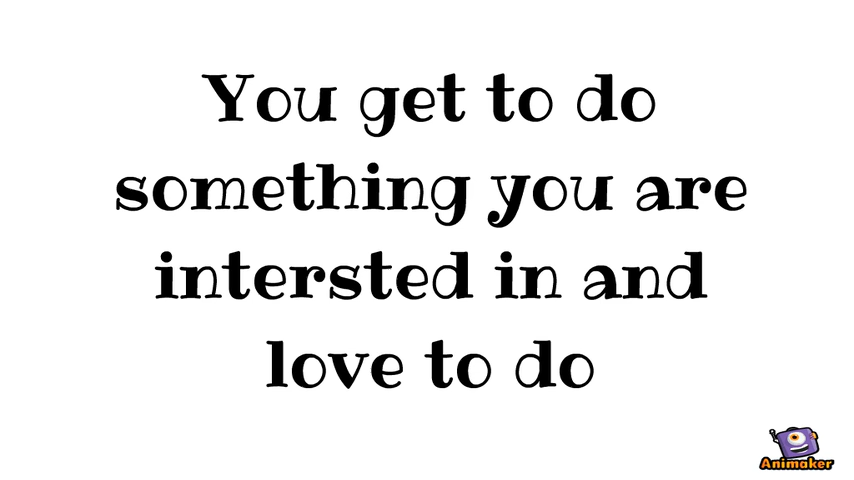 You get to do
something you are
intersted in and
love to do
Animaker